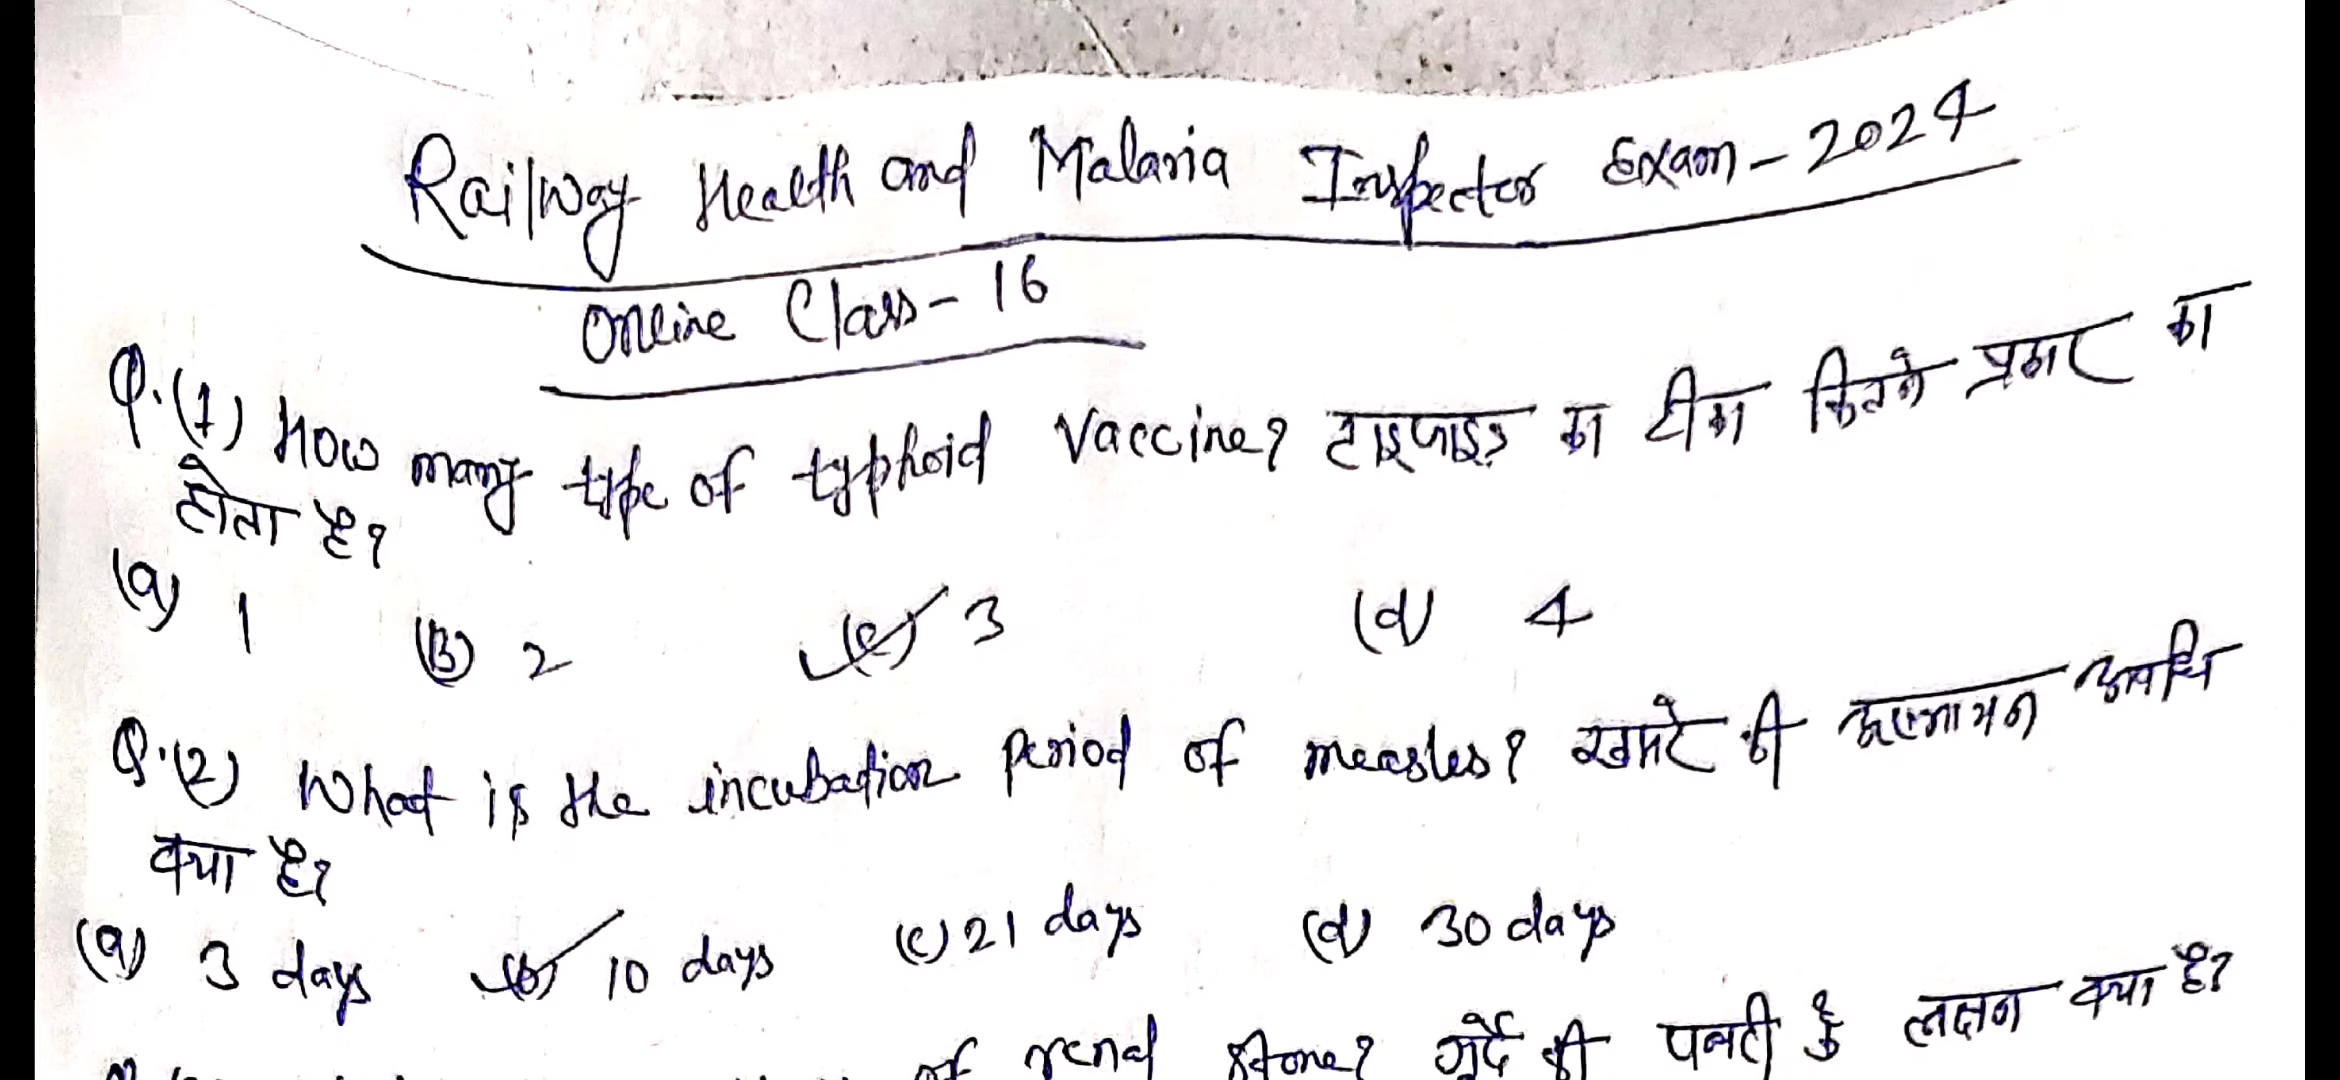 Railway Health and Malaria Inspector Exam-2024
Online Class-16
Q.(1) How many type of typhoid vaccine? टाइफाइड का टीका कितने प्रकार का
होता है?
(a) 1 (B) 2 (c) 3 (d) 4
Q.(2) What is the incubation period of measles? खसरे की अवधि
क्या है?
(a) 3 days (b) 10 days (c) 21 days (d) 30 days
of renal stone? गुर्दे की पथरी के लक्षण क्या है?